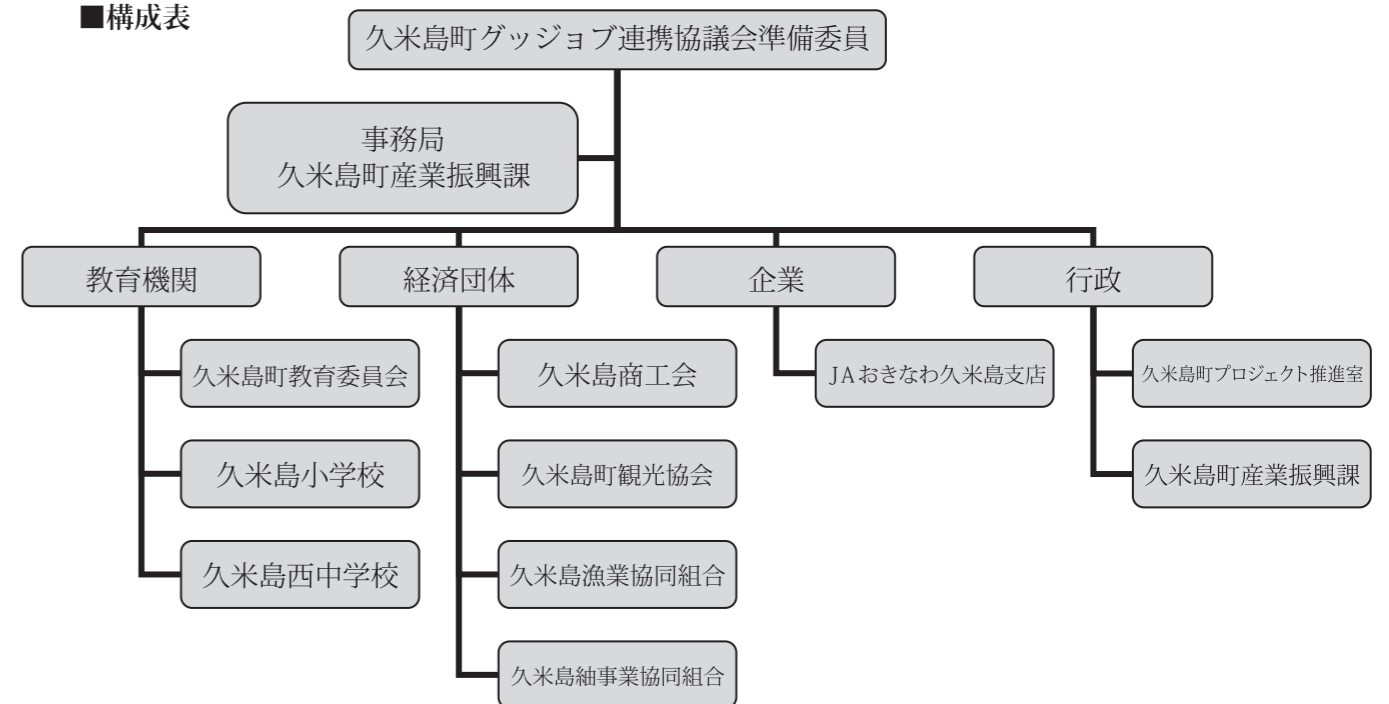 ■構成表
久米島町グッジョブ連携協議会準備委員
事務局
久米島町産業振興課
教育機関
久米島町教育委員会
久米島小学校
久米島西中学校
経済団体
久米島商工会
久米島町観光協会
久米島漁業協同組合
久米島紬事業協同組合
企業
JAおきなわ久米島支店
行政
久米島町プロジェクト推進室
久米島町産業振興課